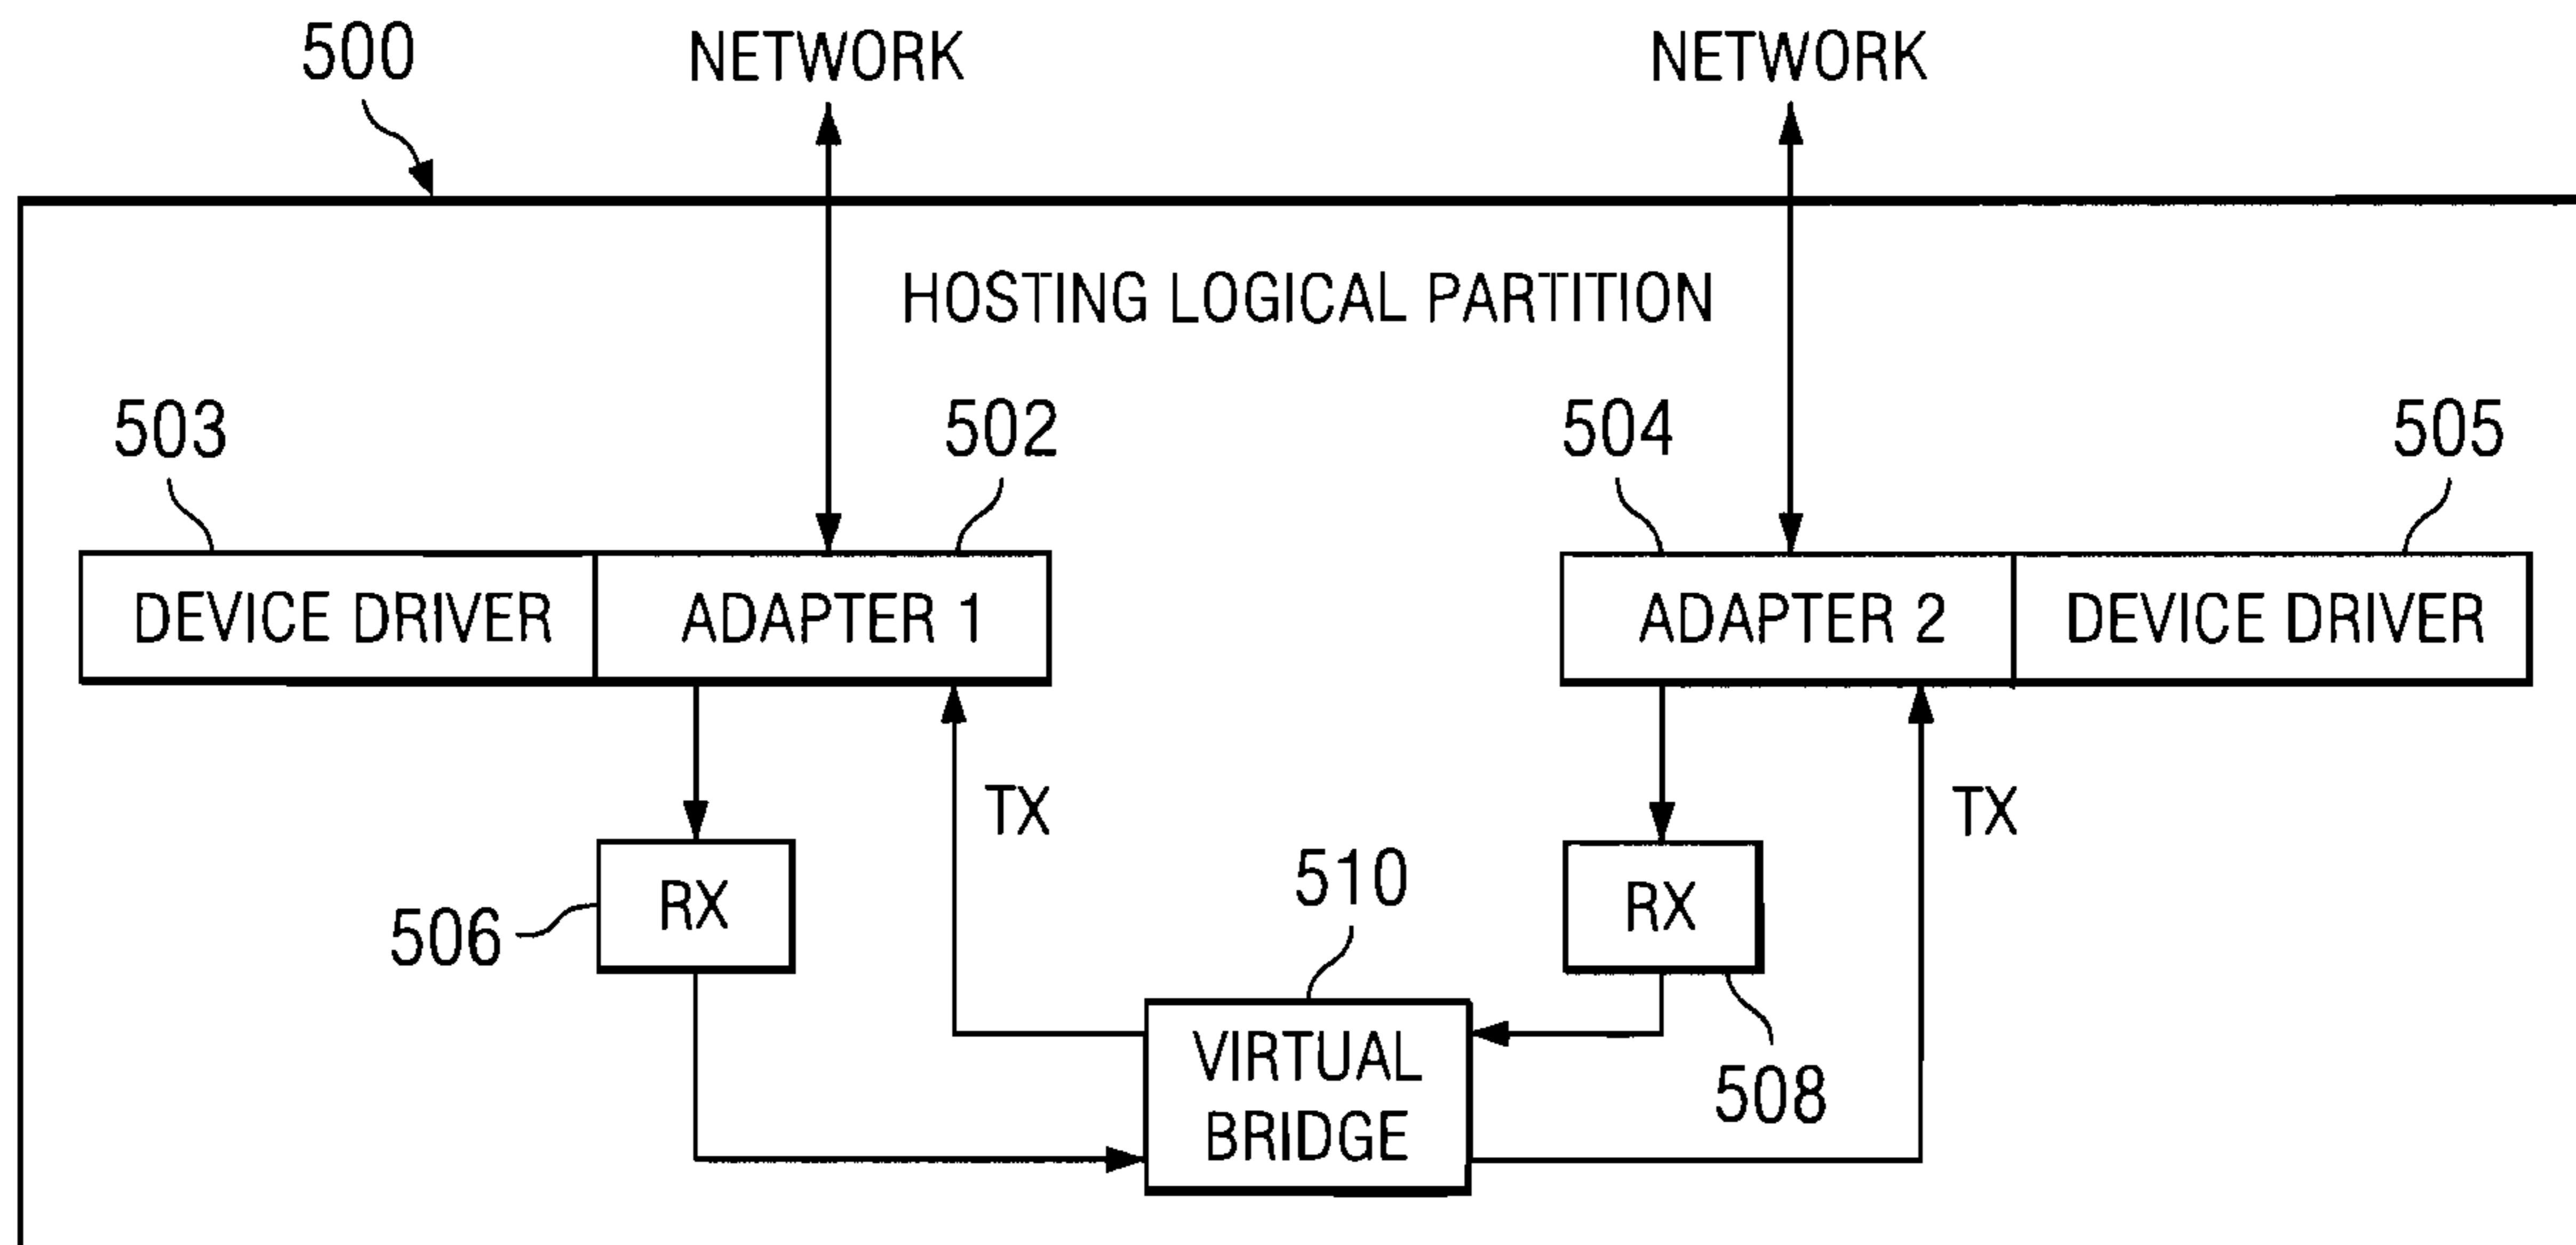 500
NETWORK
NETWORK
HOSTING LOGICAL PARTITION
503
502
504
505
DEVICE DRIVER
ADAPTER 1
ADAPTER 2
DEVICE DRIVER
TX
TX
RX
506
510
RX
508
VIRTUAL
BRIDGE